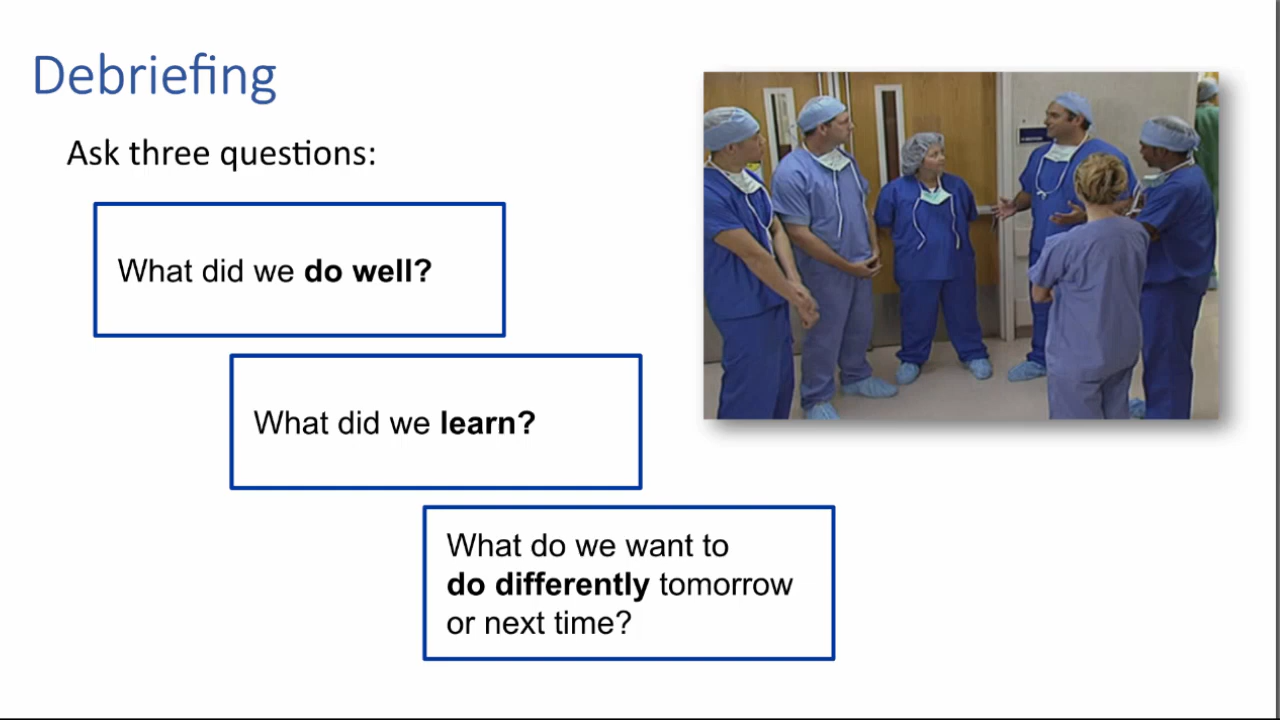 Debriefing
Ask three questions:
What did we do well?
What did we learn?
What do we want to
do differently tomorrow
or next time?